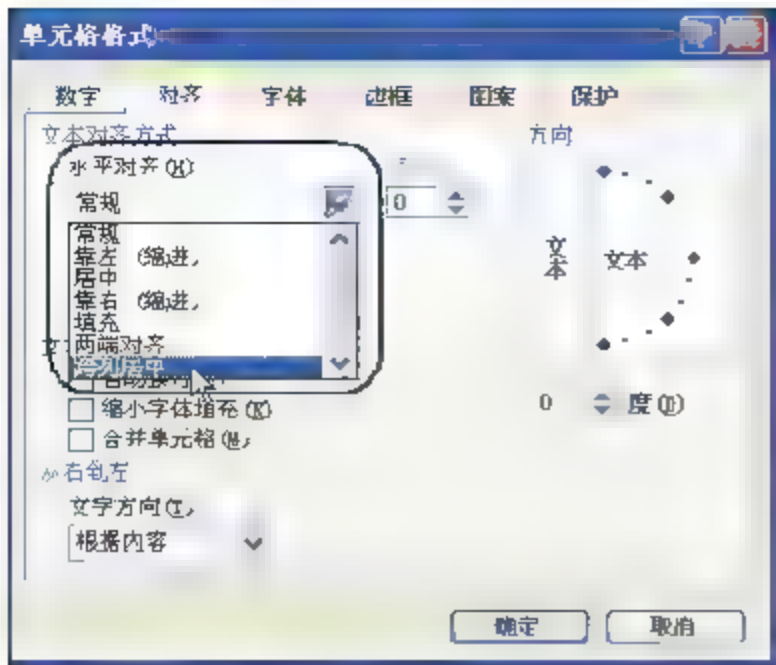 单元格格式
数字 对齐 字体 边框 图案 保护
文本对齐方式 方向
水平对齐(H)
常规 0
常规
靠左 (缩进)
居中
靠右 (缩进)
填充
两端对齐
跨列居中
文本 文本
缩小字体填充(K)
0 度(D)
合并单元格(M)
从右到左
文字方向(T)
根据内容
确定 取消